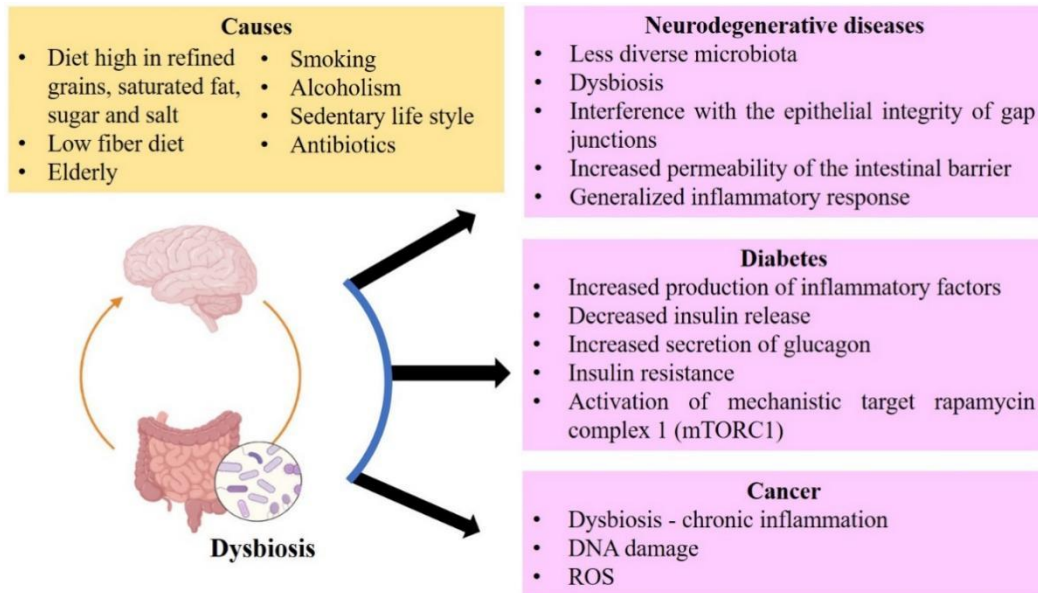 Causes
• Diet high in refined
grains, saturated fat,
sugar and salt
• Low fiber diet
• Elderly
• Smoking
• Alcoholism
• Sedentary life style
• Antibiotics
Dysbiosis
Neurodegenerative diseases
• Less diverse microbiota
• Dysbiosis
• Interference with the epithelial integrity of gap
junctions
• Increased permeability of the intestinal barrier
• Generalized inflammatory response
Diabetes
• Increased production of inflammatory factors
• Decreased insulin release
• Increased secretion of glucagon
• Insulin resistance
• Activation of mechanistic target rapamycin
complex 1 (mTORC1)
Cancer
• Dysbiosis - chronic inflammation
• DNA damage
• ROS